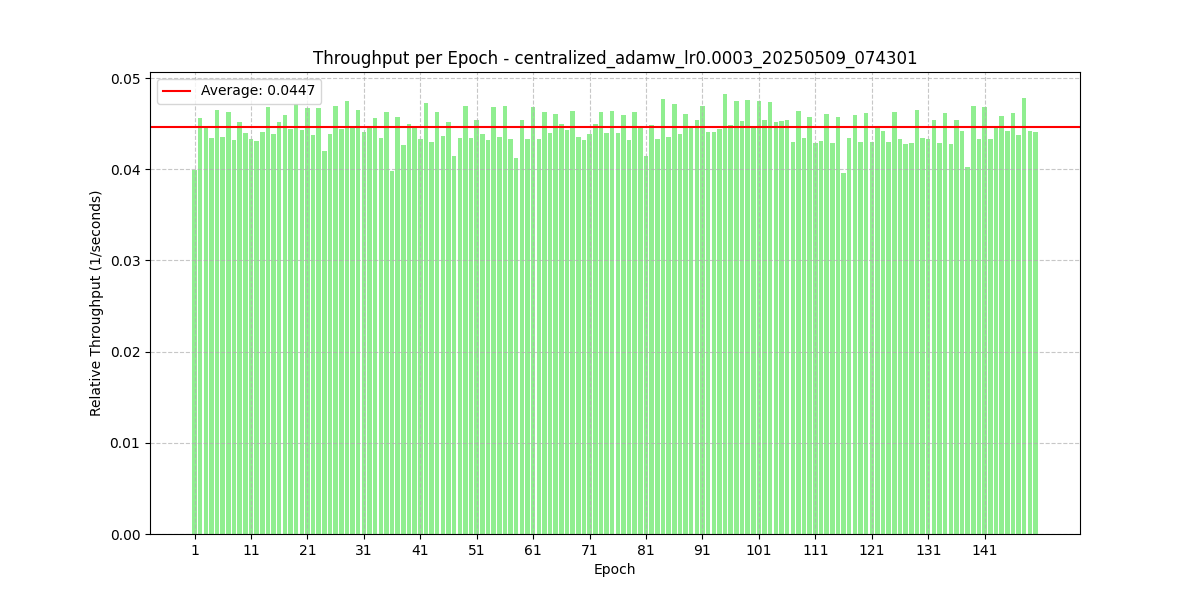 Throughput per Epoch - centralized_adamw_lr0.0003_20250509_074301
Average: 0.0447
0.05
0.04
0.03
0.02
0.01
0.00
Relative Throughput (1/seconds)
1 11 21 31 41 51 61 71 81 91 101 111 121 131 141
Epoch